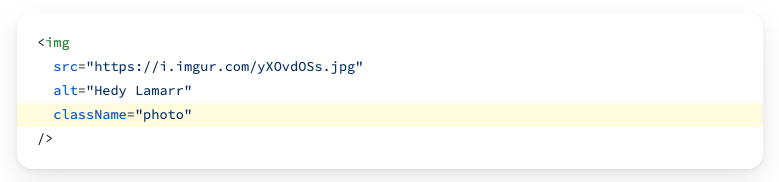 <img
src="https://i.imgur.com/yXOvdOSs.jpg"
alt="Hedy Lamarr"
className="photo"
/>